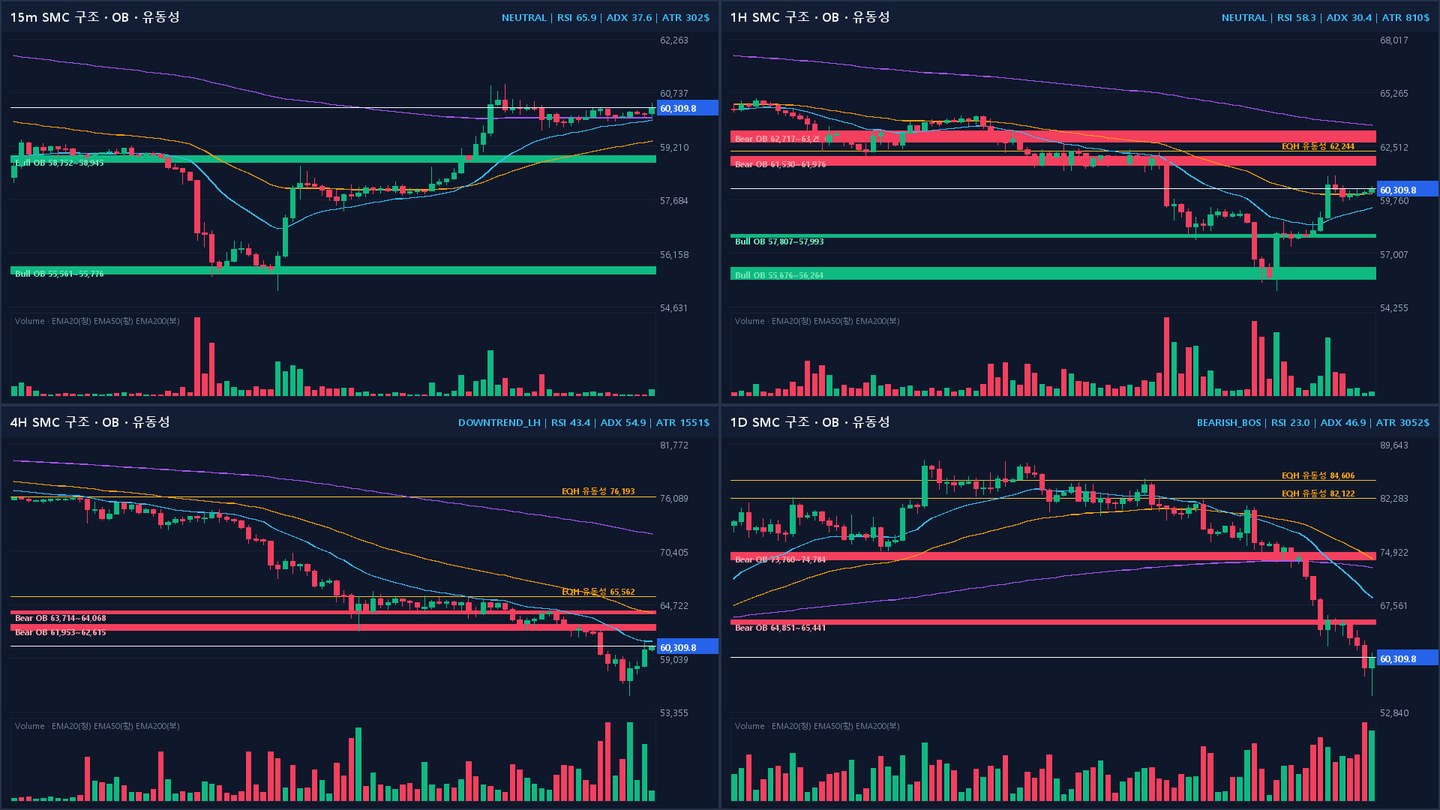 15m SMC 구조 · OB · 유동성
NEUTRAL | RSI 65.9 | ADX 37.6 | ATR 302$
62,263
60,737
60,309.8
59,210
Bull OB 58,752~58,945
57,684
56,158
Bull OB 55,561~55,776
54,631
Volume · EMA20(청) EMA50(황) EMA200(보)
1H SMC 구조 · OB · 유동성
NEUTRAL | RSI 58.3 | ADX 30.4 | ATR 810$
68,017
65,265
Bear OB 62,717~63,2
EQH 유동성 62,244
62,512
Bear OB 61,530~61,976
60,309.8
59,760
Bull OB 57,807~57,993
57,007
Bull OB 55,676~56,264
54,255
Volume · EMA20(청) EMA50(황) EMA200(보)
4H SMC 구조 · OB · 유동성
DOWNTREND_LH | RSI 43.4 | ADX 54.9 | ATR 1551$
81,772
EQH 유동성 76,193
76,089
70,405
EQH 유동성 65,562
64,722
Bear OB 63,714~64,068
Bear OB 61,953~62,615
60,309.8
59,039
53,355
Volume · EMA20(청) EMA50(황) EMA200(보)
1D SMC 구조 · OB · 유동성
BEARISH_BOS | RSI 23.0 | ADX 46.9 | ATR 3052$
89,643
EQH 유동성 84,606
EQH 유동성 82,122
82,283
74,922
Bear OB 73,760~74,784
67,561
Bear OB 64,851~65,441
60,309.8
52,840
Volume · EMA20(청) EMA50(황) EMA200(보)